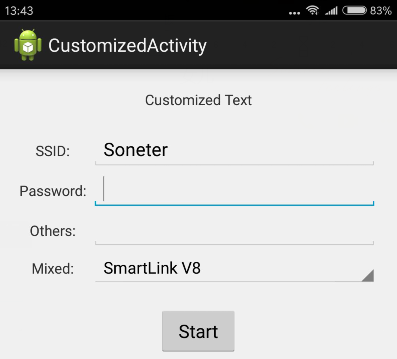 13:43 ... 83%
CustomizedActivity
Customized Text
SSID: Soneter
Password:
Others:
Mixed: SmartLink V8
Start